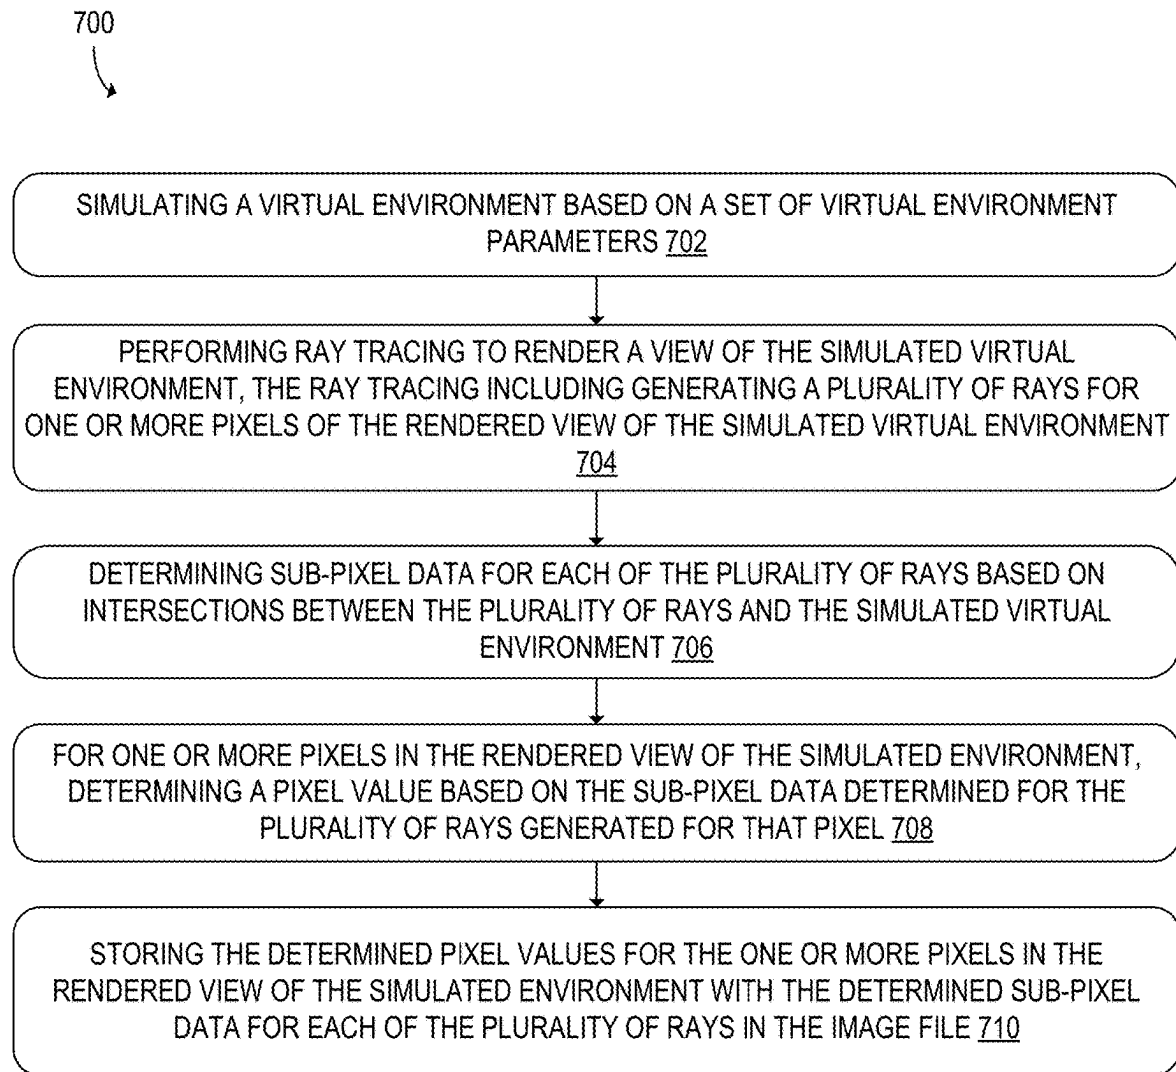 700
SIMULATING A VIRTUAL ENVIRONMENT BASED ON A SET OF VIRTUAL ENVIRONMENT
PARAMETERS 702
PERFORMING RAY TRACING TO RENDER A VIEW OF THE SIMULATED VIRTUAL
ENVIRONMENT, THE RAY TRACING INCLUDING GENERATING A PLURALITY OF RAYS FOR
ONE OR MORE PIXELS OF THE RENDERED VIEW OF THE SIMULATED VIRTUAL ENVIRONMENT
704
DETERMINING SUB-PIXEL DATA FOR EACH OF THE PLURALITY OF RAYS BASED ON
INTERSECTIONS BETWEEN THE PLURALITY OF RAYS AND THE SIMULATED VIRTUAL
ENVIRONMENT 706
FOR ONE OR MORE PIXELS IN THE RENDERED VIEW OF THE SIMULATED ENVIRONMENT,
DETERMINING A PIXEL VALUE BASED ON THE SUB-PIXEL DATA DETERMINED FOR THE
PLURALITY OF RAYS GENERATED FOR THAT PIXEL 708
STORING THE DETERMINED PIXEL VALUES FOR THE ONE OR MORE PIXELS IN THE
RENDERED VIEW OF THE SIMULATED ENVIRONMENT WITH THE DETERMINED SUB-PIXEL
DATA FOR EACH OF THE PLURALITY OF RAYS IN THE IMAGE FILE 710